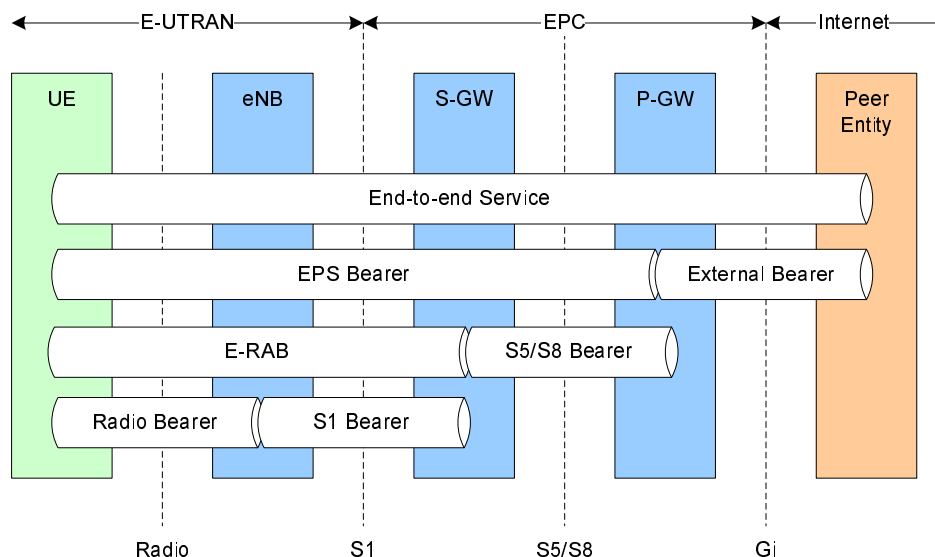 E-UTRAN EPC Internet
UE eNB S-GW P-GW Peer
Entity
End-to-end Service
EPS Bearer External Bearer
E-RAB S5/S8 Bearer
Radio Bearer S1 Bearer
Radio S1 S5/S8 Gi